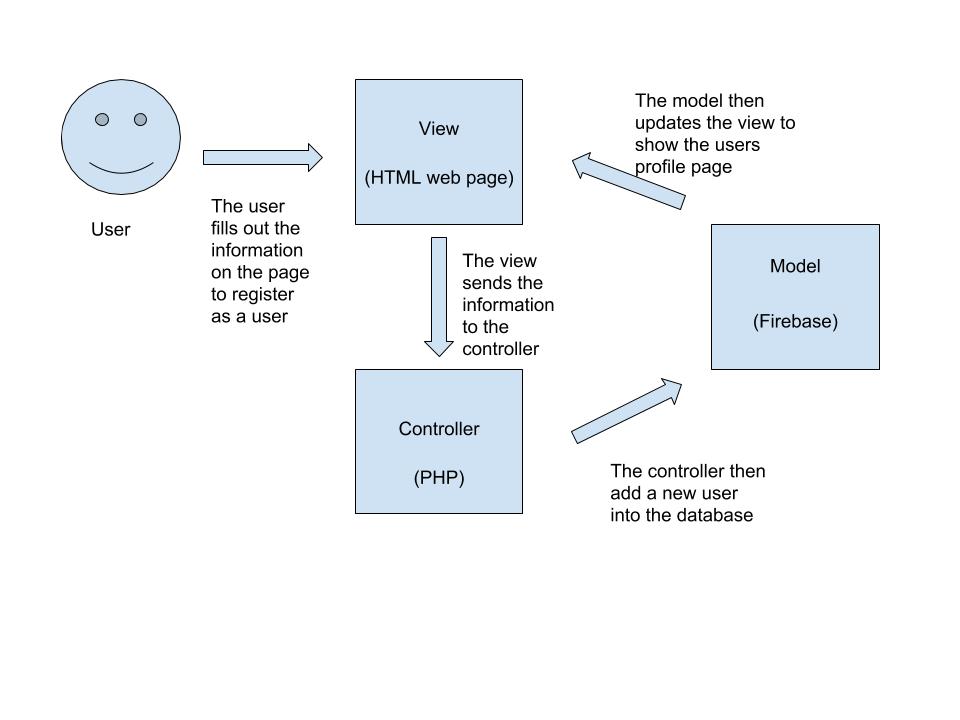 User
The user
fills out the
information
on the page
to register
as a user
View
(HTML web page)
The view
sends the
information
to the
controller
Controller
(PHP)
The controller then
add a new user
into the database
Model
(Firebase)
The model then
updates the view to
show the users
profile page